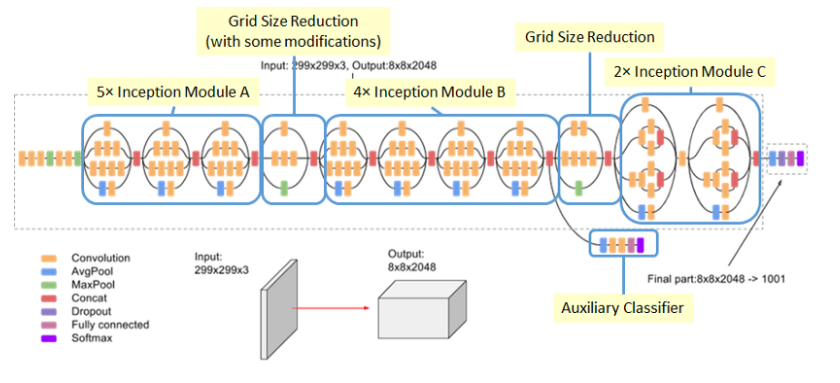 Grid Size Reduction
(with some modifications)
Grid Size Reduction
Input: 299x299x3, Output:8x8x2048
2× Inception Module C
5× Inception Module A
4× Inception Module B
Convolution
AvgPool
MaxPool
Concat
Dropout
Fully connected
Softmax
Input:
299x299x3
Output:
8x8x2048
Final part:8x8x2048 -> 1001
Auxiliary Classifier